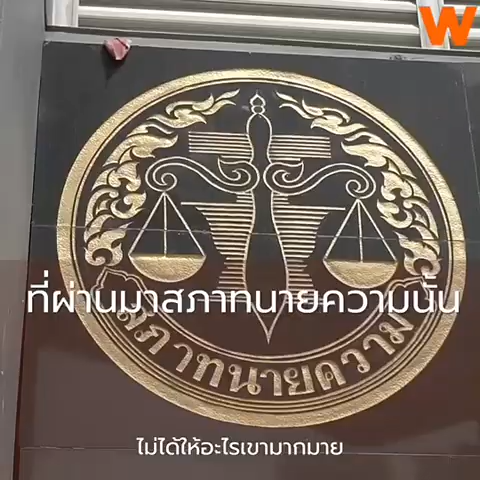 W
ที่ผ่านมาสภาทนายความนั้น
สภาทนายความ
ไม่ได้ให้อะไรเขามากมาย